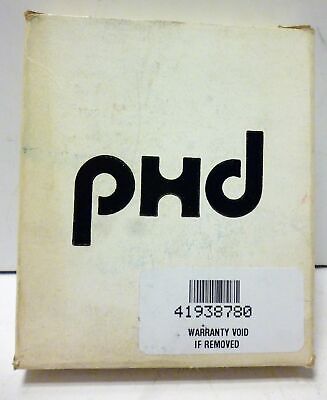 pHd
41938780
WARRANTY VOID
IF REMOVED